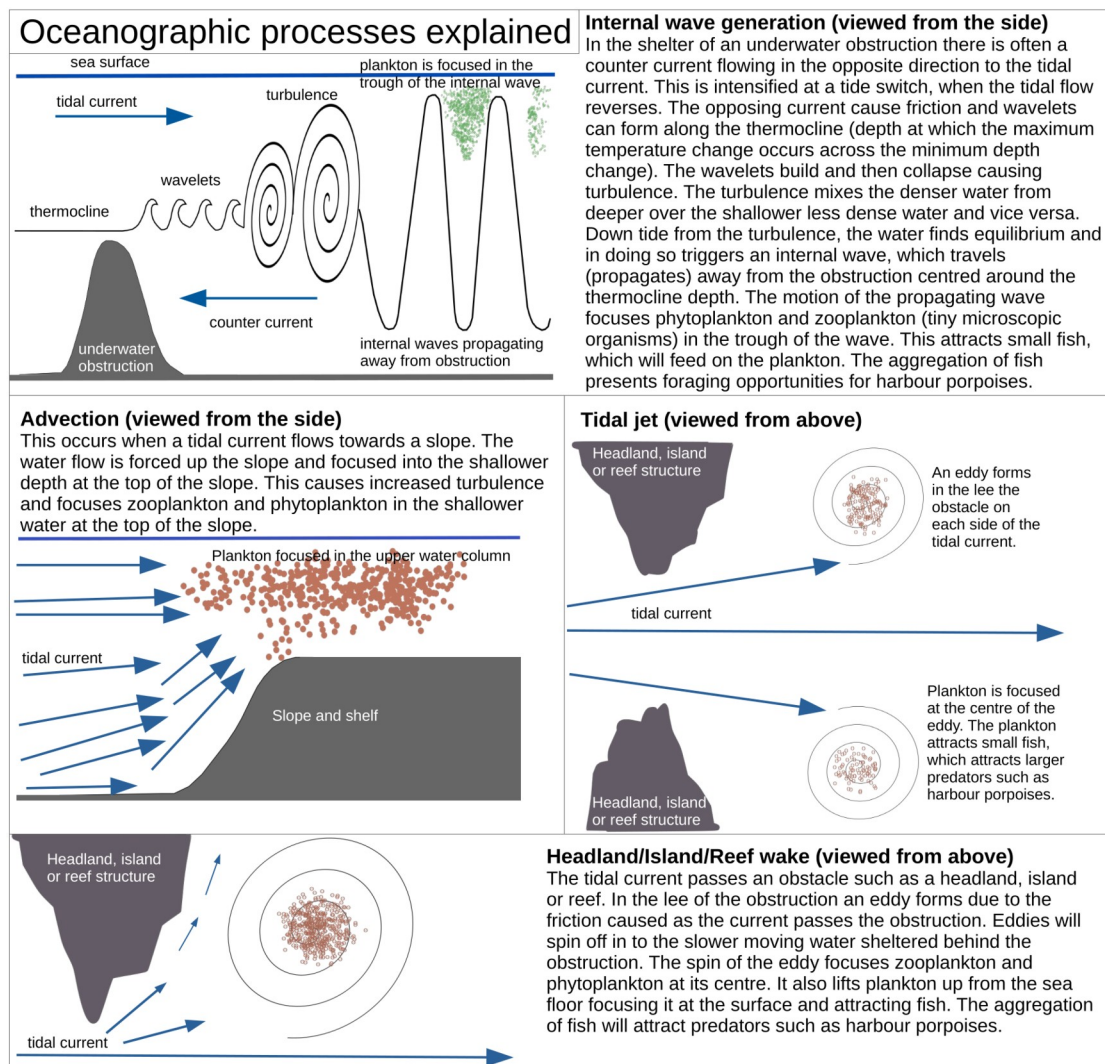 Oceanographic processes explained
sea surface
tidal current
turbulence
plankton is focused in the
trough of the internal wave
wavelets
thermocline
counter current
underwater
obstruction
internal waves propagating
away from obstruction
Internal wave generation (viewed from the side)
In the shelter of an underwater obstruction there is often a
counter current flowing in the opposite direction to the tidal
current. This is intensified at a tide switch, when the tidal flow
reverses. The opposing current cause friction and wavelets
can form along the thermocline (depth at which the maximum
temperature change occurs across the minimum depth
change). The wavelets build and then collapse causing
turbulence. The turbulence mixes the denser water from
deeper over the shallower less dense water and vice versa.
Down tide from the turbulence, the water finds equilibrium and
in doing so triggers an internal wave, which travels
(propagates) away from the obstruction centred around the
thermocline depth. The motion of the propagating wave
focuses phytoplankton and zooplankton (tiny microscopic
organisms) in the trough of the wave. This attracts small fish,
which will feed on the plankton. The aggregation of fish
presents foraging opportunities for harbour porpoises.
Advection (viewed from the side)
This occurs when a tidal current flows towards a slope. The
water flow is forced up the slope and focused into the shallower
depth at the top of the slope. This causes increased turbulence
and focuses zooplankton and phytoplankton in the shallower
water at the top of the slope.
Plankton focused in the upper water column
tidal current
Slope and shelf
Tidal jet (viewed from above)
Headland, island
or reef structure
An eddy forms
in the lee the
obstacle on
each side of the
tidal current.
tidal current
Plankton is focused
at the centre of the
eddy. The plankton
attracts small fish,
which attracts larger
predators such as
harbour porpoises.
Headland, island
or reef structure
Headland, island
or reef structure
tidal current
Headland/Island/Reef wake (viewed from above)
The tidal current passes an obstacle such as a headland, island
or reef. In the lee of the obstruction an eddy forms due to the
friction caused as the current passes the obstruction. Eddies will
spin off in to the slower moving water sheltered behind the
obstruction. The spin of the eddy focuses zooplankton and
phytoplankton at its centre. It also lifts plankton up from the sea
floor focusing it at the surface and attracting fish. The aggregation
of fish will attract predators such as harbour porpoises.